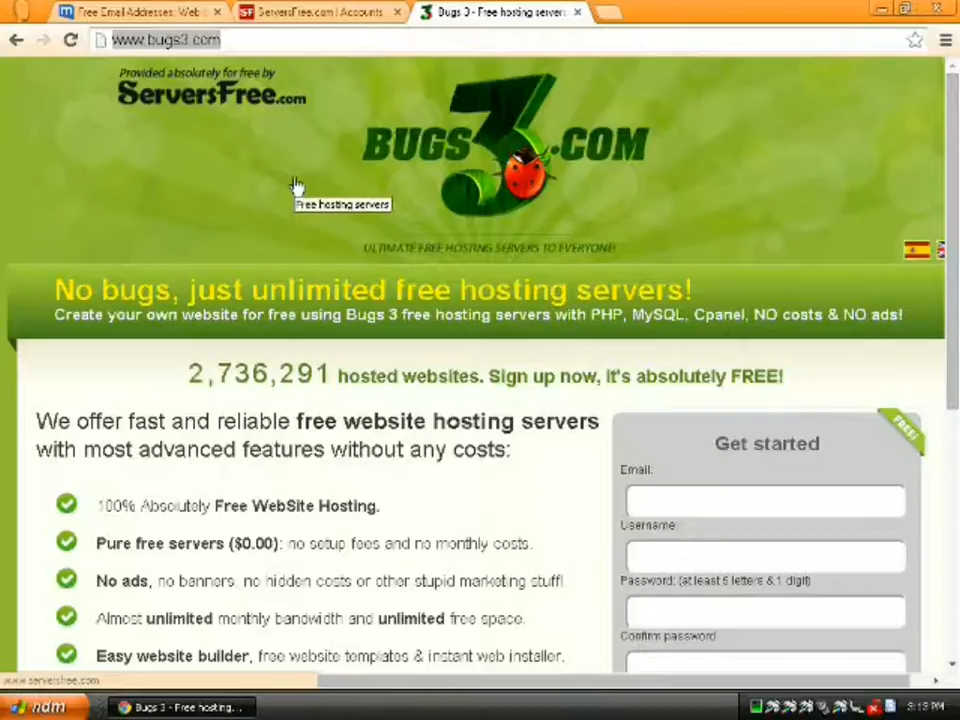 Free Email Addresses: Web
ServersFree.com | Accounts
Bugs 3 - Free hosting servers
www.bugs3.com
Provided absolutely for free by
SERVERSFREE.com
BUGS3.COM
Free hosting servers
ULTIMATE FREE HOSTING SERVERS TO EVERYONE!
No bugs, just unlimited free hosting servers!
Create your own website for free using Bugs 3 free hosting servers with PHP, MySQL, Cpanel, NO costs & NO ads!
2,736,291 hosted websites. Sign up now, it's absolutely FREE!
We offer fast and reliable free website hosting servers
with most advanced features without any costs:
100% Absolutely Free WebSite Hosting.
Pure free servers ($0.00): no setup fees and no monthly costs.
No ads, no banners, no hidden costs or other stupid marketing stuff!
Almost unlimited monthly bandwidth and unlimited free space.
Easy website builder, free website templates & instant web installer.
FREE!
Get started
Email:
Username:
Password: (at least 6 letters & 1 digit)
Confirm password
www.serversfree.com
ndm
Bugs 3 - Free hosting...
3:13 PM